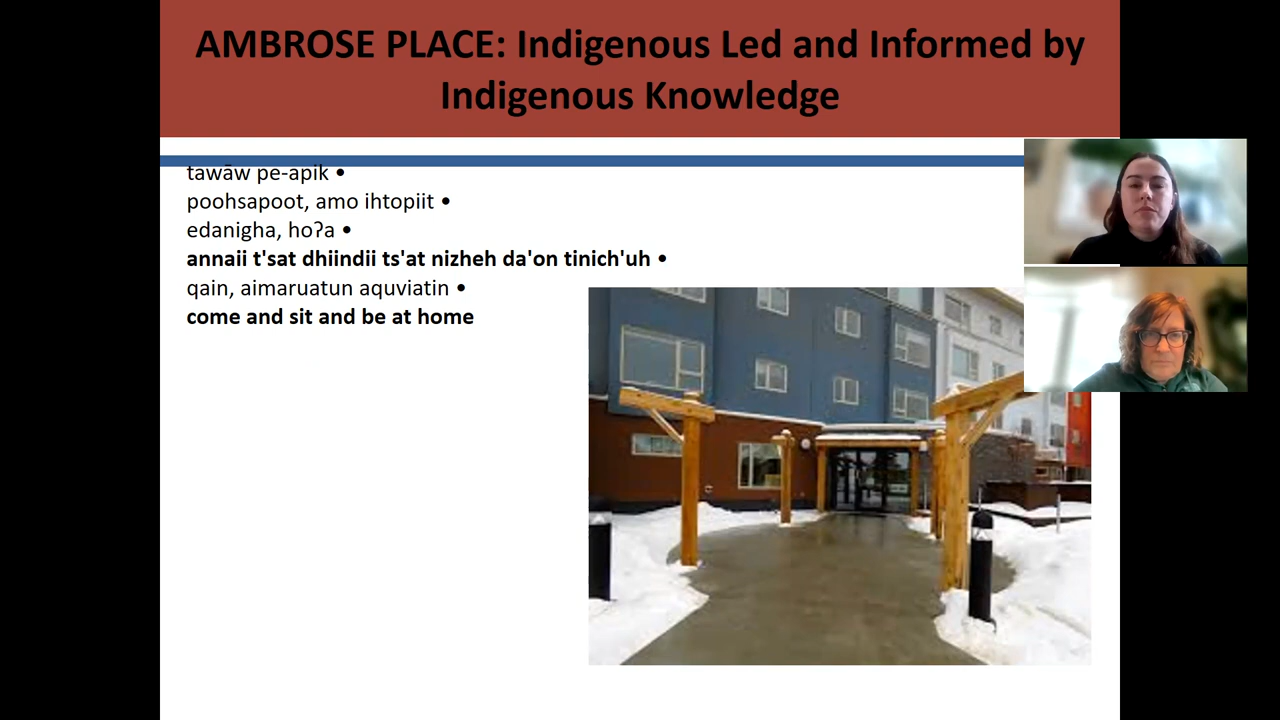 AMBROSE PLACE: Indigenous Led and Informed by
Indigenous Knowledge
tawāw pe-apik •
poohsapoot, amo ihtopiit •
edanigha, hoʔa •
annaii t'sat dhiindii ts'at nizheh da'on tinich'uh •
qain, aimaruatun aquviatin •
come and sit and be at home